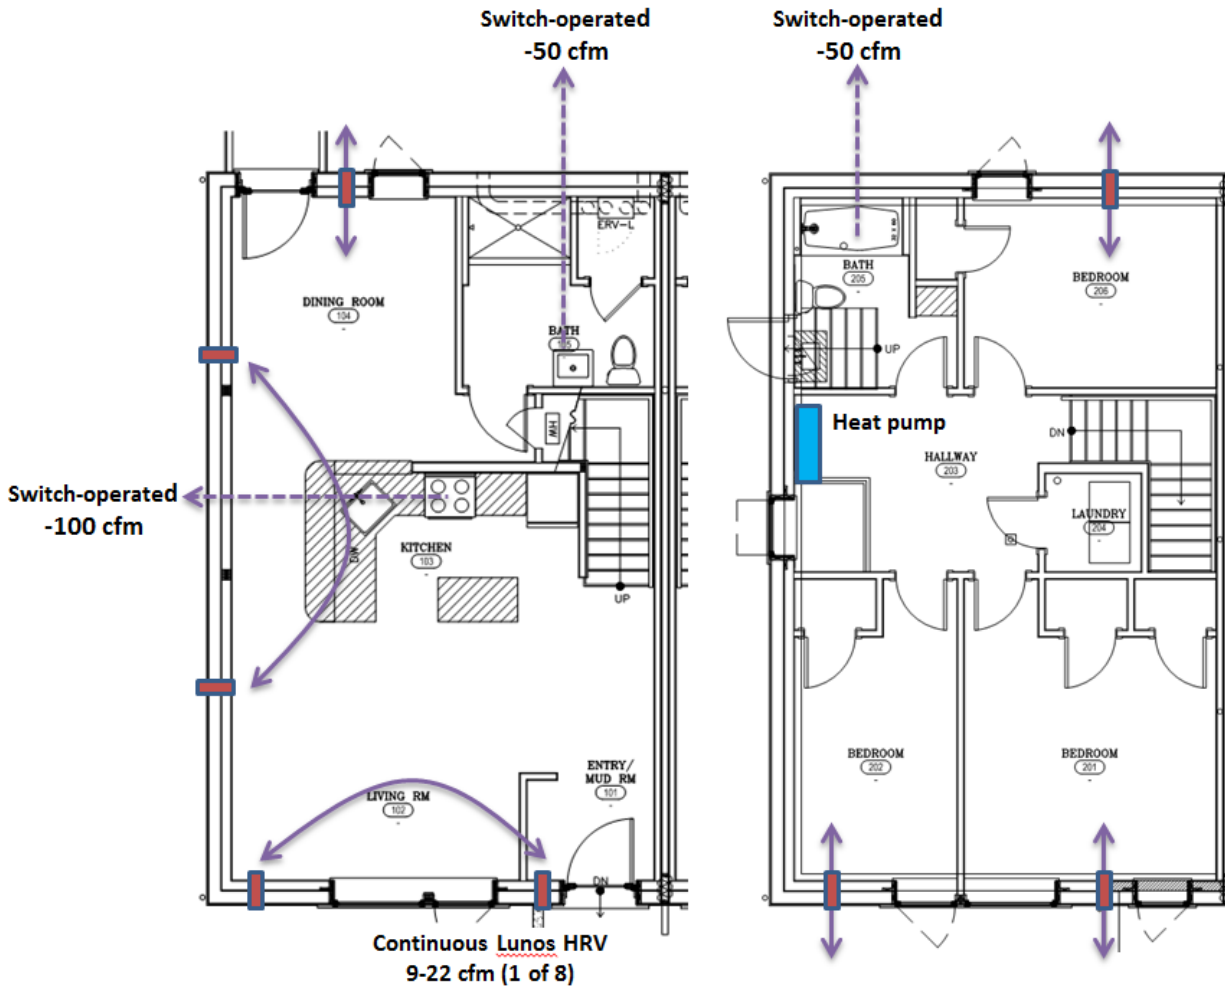 Switch-operated
-50 cfm
Switch-operated
-50 cfm
ERV-L
DINING ROOM
104
BATH
HW
UP
Switch-operated
-100 cfm
KITCHEN
103
DW
ENTRY/
MUD RM
101
LIVING RM
102
DN
Continuous Lunos HRV
9-22 cfm (1 of 8)
BATH
205
BEDROOM
206
UP
Heat pump
DN
HALLWAY
203
LAUNDRY
204
BEDROOM
202
BEDROOM
201